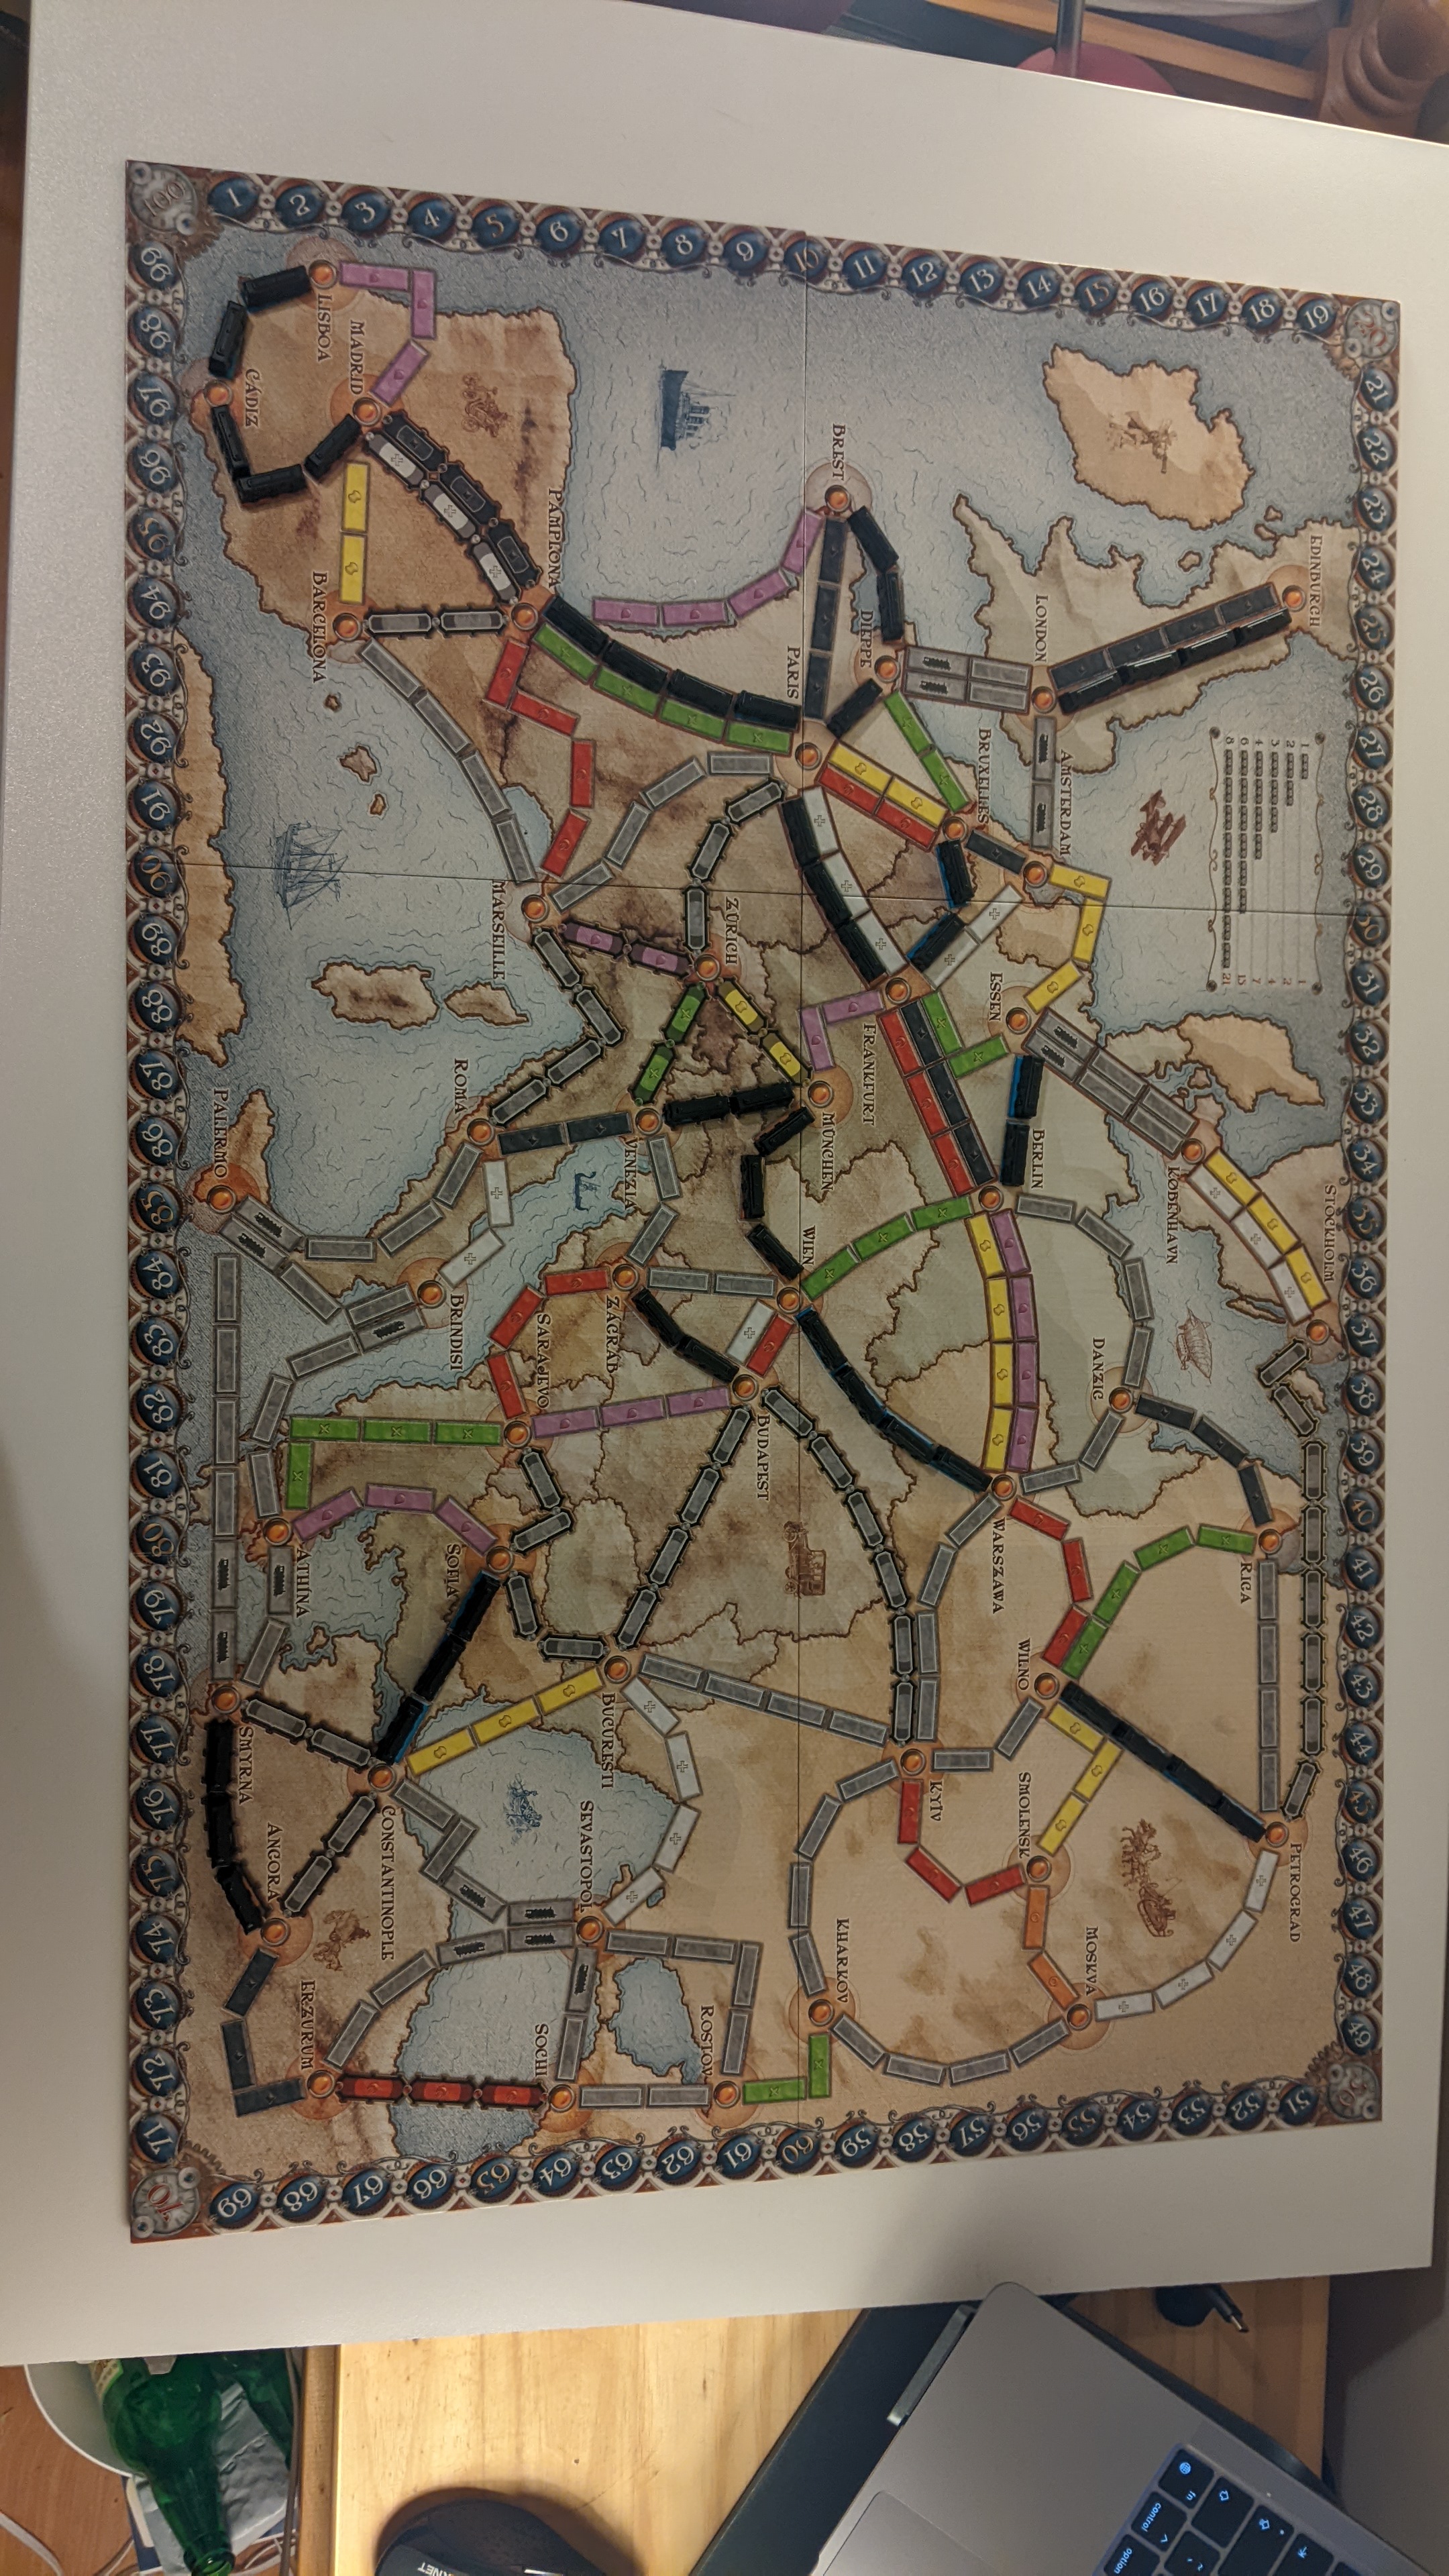 EDINBURGH
LONDON
AMSTERDAM
BRUXELLES
DIEPPE
BREST
PARIS
PAMPLONA
MADRID
LISBOA
CÁDIZ
BARCELONA
MARSEILLE
ZÜRICH
ESSEN
FRANKFURT
MÜNCHEN
BERLIN
KØBENHAVN
STOCKHOLM
DANZIG
WIEN
VENEZIA
ROMA
PALERMO
BRINDISI
ZÁGRÁB
SARAJEVO
BUDAPEST
WARSZAWA
RIGA
WILNO
PETROGRAD
SMOLENSK
MOSKVA
KYÏV
KHARKOV
BUCURESTI
SOFIA
ATHINA
SMYRNA
CONSTANTINOPLE
ANGORA
ERZURUM
SEVASTOPOL
SOCHI
ROSTOV
100 1 2 3 4 5 6 7 8 9 10 11 12 13 14 15 16 17 18 19
21 22 23 24 25 26 27 28 29 30 31 32 33 34 35 36 37 38 39 40 41 42 43 44 45 46 47 48 49
51 52 53 54 55 56 57 58 59 60 61 62 63 64 65 66 67 68 69 70
71 72 73 74 75 76 77 78 79 80 81 82 83 84 85 86 87 88 89 90 91 92 93 94 95 96 97 98 99
1 1
2 2
3 4
4 7
6 15
8 21
fn
control
option